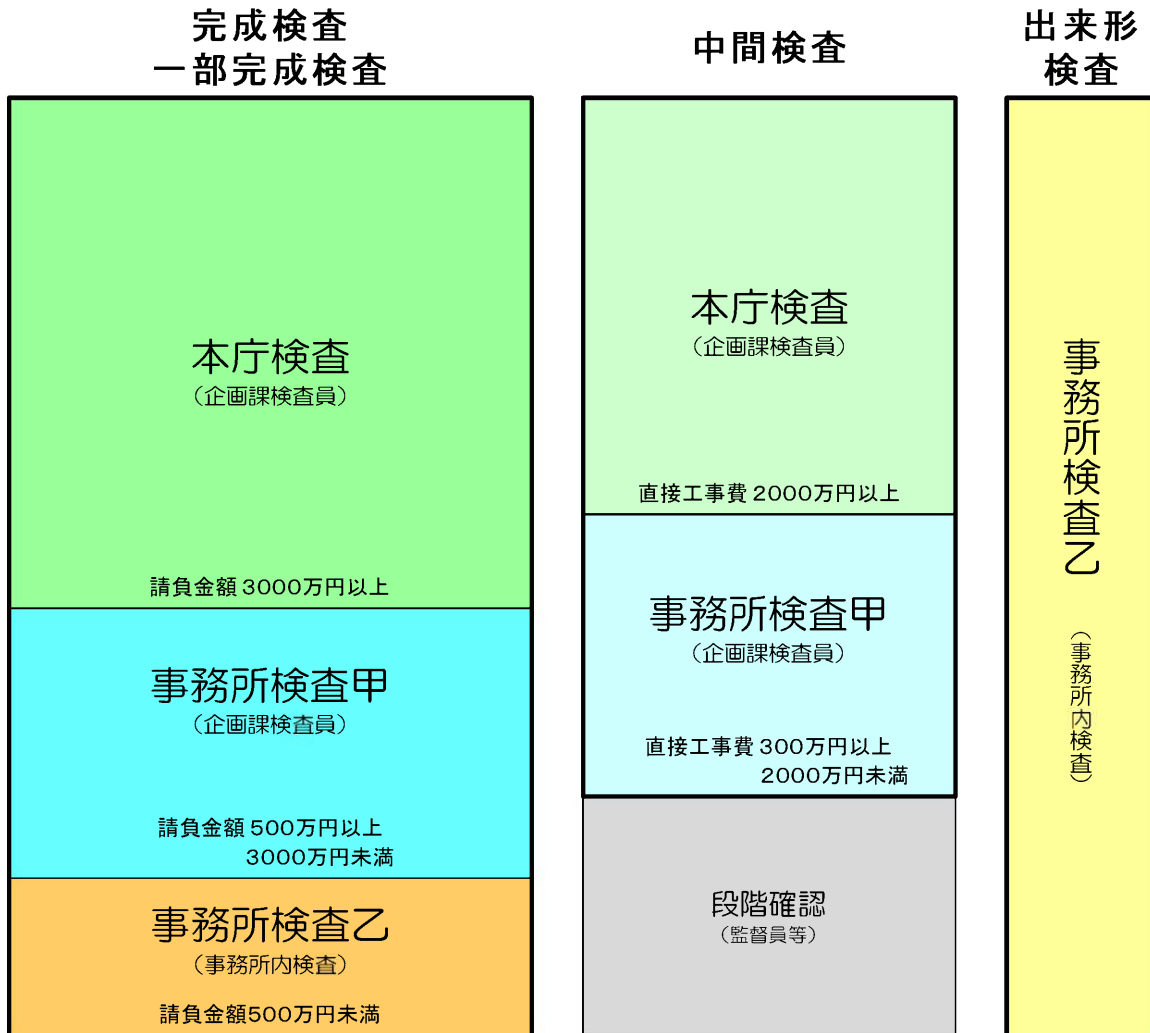 完成検査
一部完成検査
本庁検査
（企画課検査員）
請負金額 3000万円以上
事務所検査甲
（企画課検査員）
請負金額 500万円以上
3000万円未満
事務所検査乙
（事務所内検査）
請負金額500万円未満
中間検査
本庁検査
（企画課検査員）
直接工事費 2000万円以上
事務所検査甲
（企画課検査員）
直接工事費 300万円以上
2000万円未満
段階確認
（監督員等）
出来形
検査
事務所検査乙
（事務所内検査）